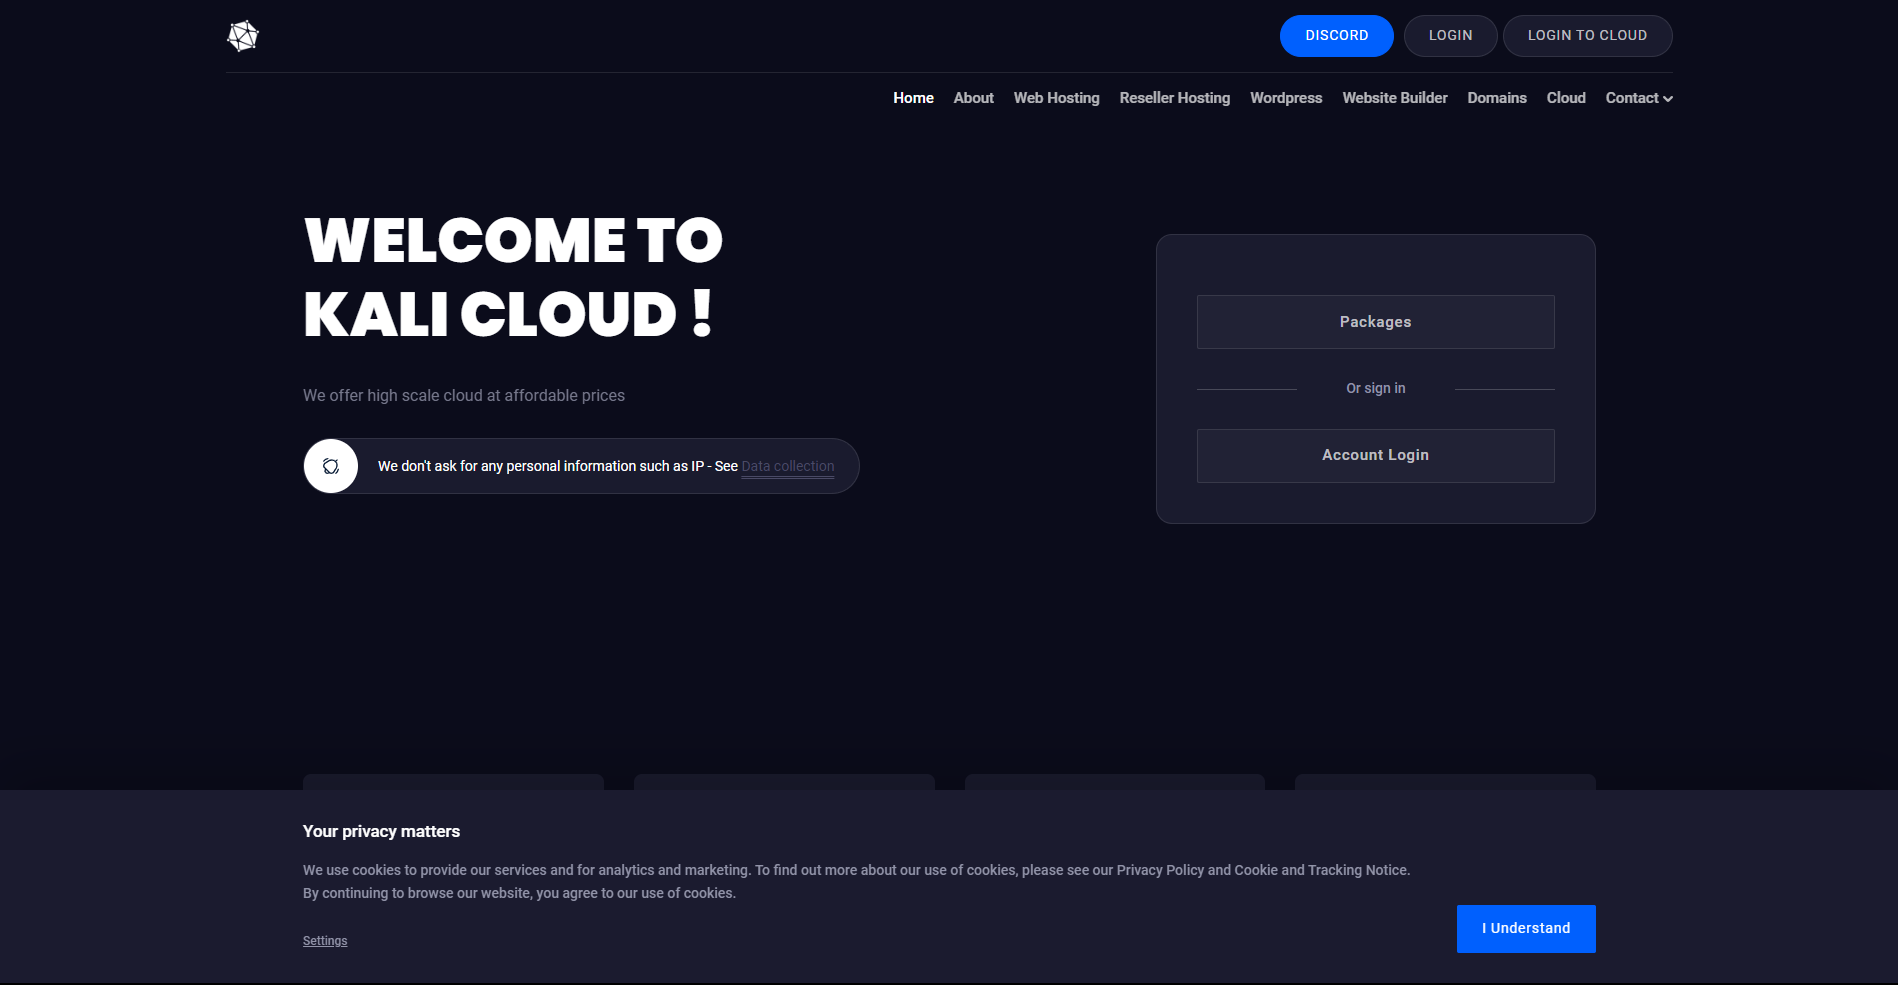 DISCORD LOGIN LOGIN TO CLOUD
Home About Web Hosting Reseller Hosting Wordpress Website Builder Domains Cloud Contact
WELCOME TO
KALI CLOUD !
We offer high scale cloud at affordable prices
We don't ask for any personal information such as IP - See Data collection
Packages
Or sign in
Account Login
Your privacy matters
We use cookies to provide our services and for analytics and marketing. To find out more about our use of cookies, please see our Privacy Policy and Cookie and Tracking Notice.
By continuing to browse our website, you agree to our use of cookies.
Settings
I Understand